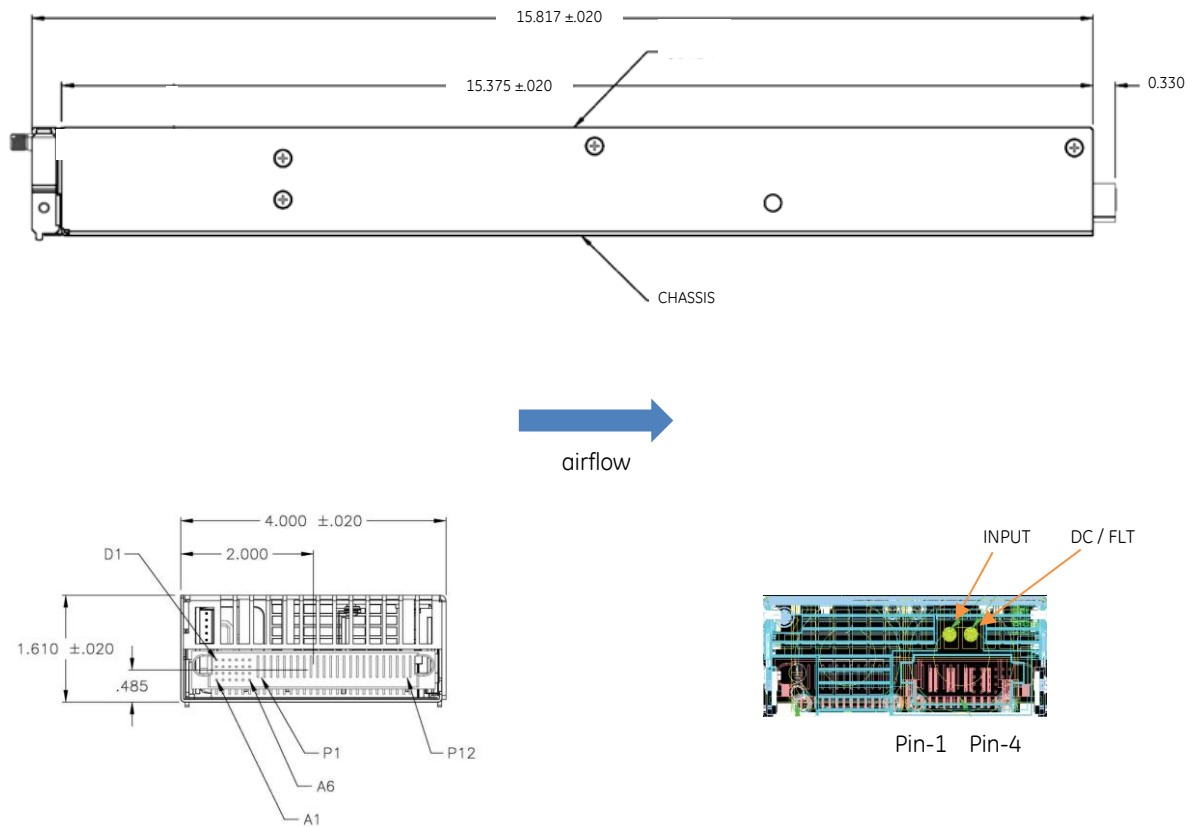 15.817 ±.020
15.375 ±.020
0.330
CHASSIS
airflow
4.000 ±.020
INPUT
DC / FLT
D1
2.000
1.610 ±.020
.485
P1
P12
Pin-1
Pin-4
A6
A1